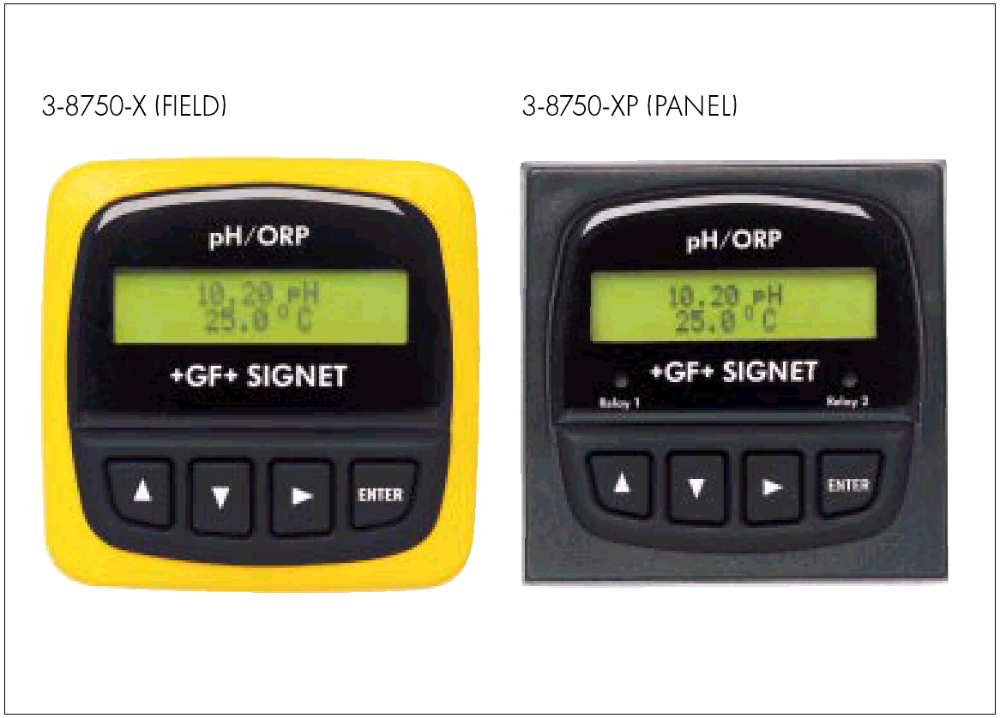 3-8750-X (FIELD)
pH/ORP
10.20 pH
25.0 °C
+GF+ SIGNET
ENTER
3-8750-XP (PANEL)
pH/ORP
10.20 pH
25.0 °C
+GF+ SIGNET
Relay 1
Relay 2
ENTER